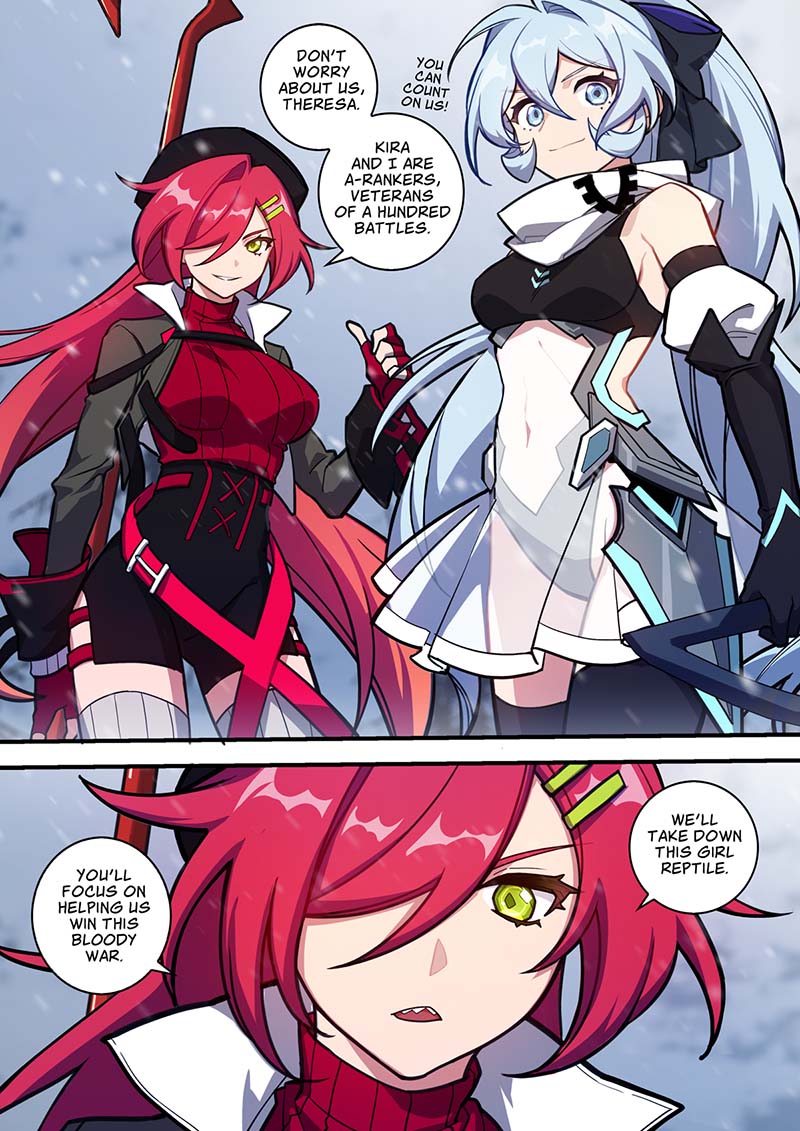 DON'T
WORRY
ABOUT US,
THERESA.
YOU
CAN
COUNT
ON US!
KIRA
AND I ARE
A-RANKERS,
VETERANS
OF A HUNDRED
BATTLES.
YOU'LL
FOCUS ON
HELPING US
WIN THIS
BLOODY
WAR.
WE'LL
TAKE DOWN
THIS GIRL
REPTILE.